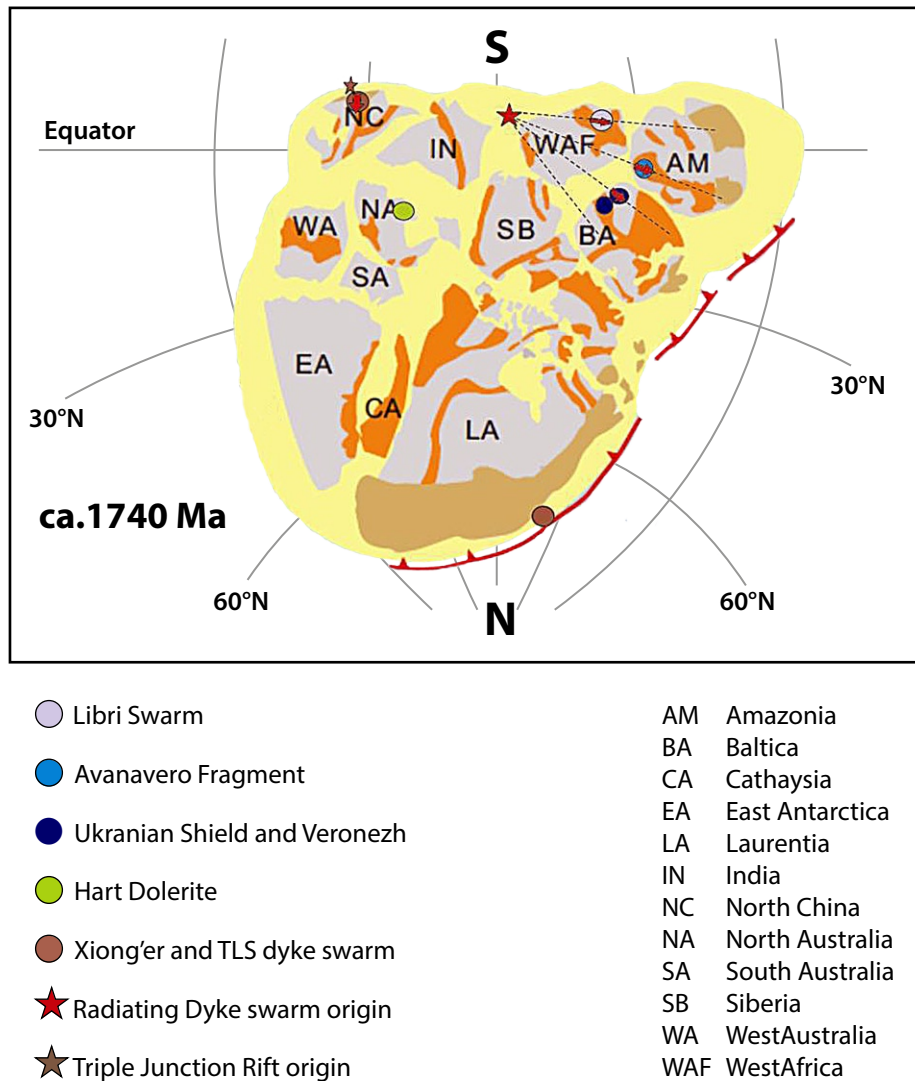 S
Equator
NC
IN
WAF
AM
WA
NA
SB
BA
SA
EA
CA
LA
30°N
30°N
ca.1740 Ma
60°N
60°N
N
Libri Swarm
Avanavero Fragment
Ukranian Shield and Veronezh
Hart Dolerite
Xiong'er and TLS dyke swarm
Radiating Dyke swarm origin
Triple Junction Rift origin
AM Amazonia
BA Baltica
CA Cathaysia
EA East Antarctica
LA Laurentia
IN India
NC North China
NA North Australia
SA South Australia
SB Siberia
WA WestAustralia
WAF WestAfrica